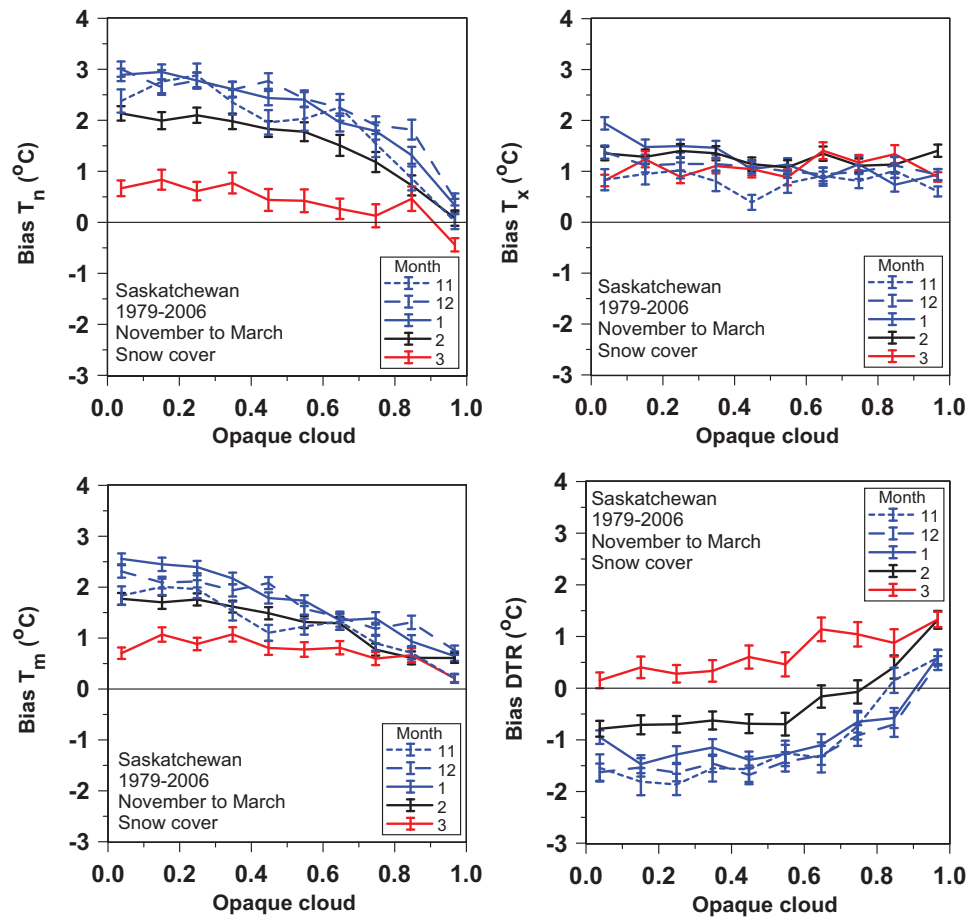 4
3
2
1
0
-1
-2
-3
Bias Tn (oC)
Saskatchewan
1979-2006
November to March
Snow cover
Month
11
12
1
2
3
0.0 0.2 0.4 0.6 0.8 1.0
Opaque cloud
4
3
2
1
0
-1
-2
-3
Bias Tx (oC)
Saskatchewan
1979-2006
November to March
Snow cover
Month
11
12
1
2
3
0.0 0.2 0.4 0.6 0.8 1.0
Opaque cloud
4
3
2
1
0
-1
-2
-3
Bias Tm (oC)
Saskatchewan
1979-2006
November to March
Snow cover
Month
11
12
1
2
3
0.0 0.2 0.4 0.6 0.8 1.0
Opaque cloud
4
3
2
1
0
-1
-2
-3
Bias DTR (oC)
Saskatchewan
1979-2006
November to March
Snow cover
Month
11
12
1
2
3
0.0 0.2 0.4 0.6 0.8 1.0
Opaque cloud